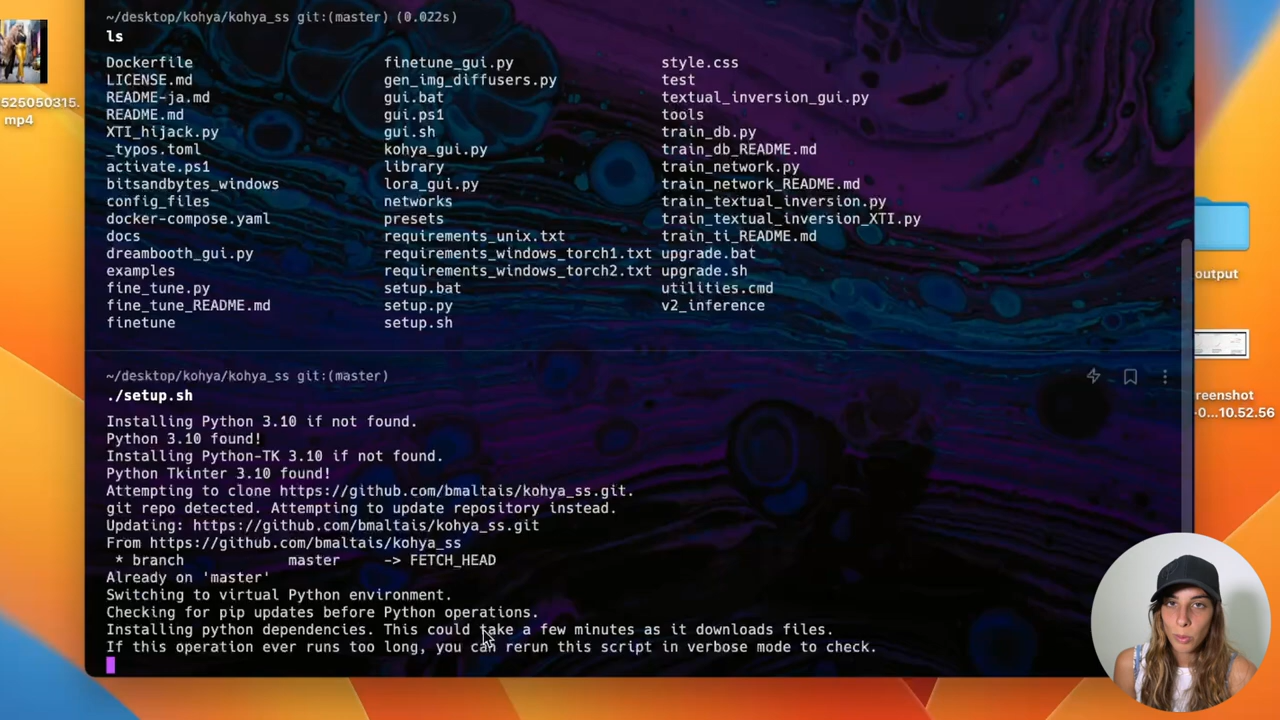 ~/desktop/kohya/kohya_ss git:(master) (0.022s)
ls
Dockerfile finetune_gui.py style.css
LICENSE.md gen_img_diffusers.py test
README-ja.md gui.bat textual_inversion_gui.py
README.md gui.ps1 tools
XTI_hijack.py gui.sh train_db.py
_typos.toml kohya_gui.py train_db_README.md
activate.ps1 library train_network.py
bitsandbytes_windows lora_gui.py train_network_README.md
config_files networks train_textual_inversion.py
docker-compose.yaml presets train_textual_inversion_XTI.py
docs requirements_unix.txt train_ti_README.md
dreambooth_gui.py requirements_windows_torch1.txt upgrade.bat
examples requirements_windows_torch2.txt upgrade.sh
fine_tune.py setup.bat utilities.cmd
fine_tune_README.md setup.py v2_inference
finetune setup.sh
~/desktop/kohya/kohya_ss git:(master)
./setup.sh
Installing Python 3.10 if not found.
Python 3.10 found!
Installing Python-TK 3.10 if not found.
Python Tkinter 3.10 found!
Attempting to clone https://github.com/bmaltais/kohya_ss.git.
git repo detected. Attempting to update repository instead.
Updating: https://github.com/bmaltais/kohya_ss.git
From https://github.com/bmaltais/kohya_ss
* branch master -> FETCH_HEAD
Already on 'master'
Switching to virtual Python environment.
Checking for pip updates before Python operations.
Installing python dependencies. This could take a few minutes as it downloads files.
If this operation ever runs too long, you can rerun this script in verbose mode to check.
525050315.
mp4
output
reenshot
-0...10.52.56